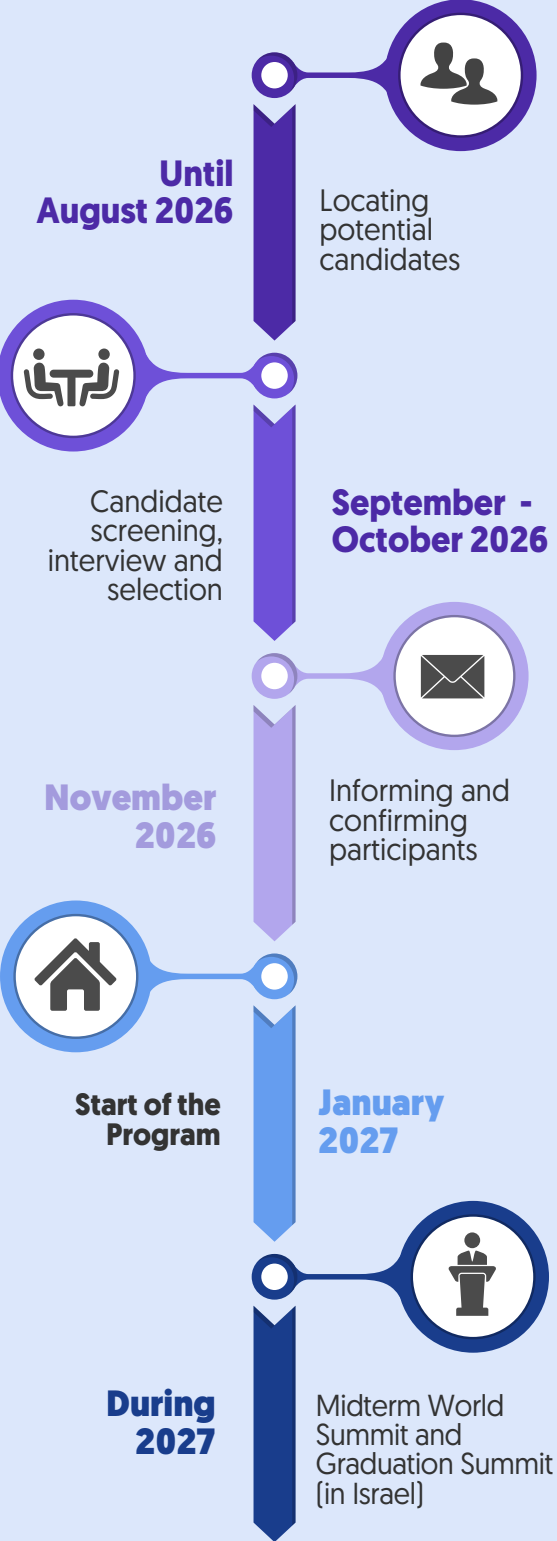 Until
August 2026
Locating
potential
candidates
Candidate
screening,
interview and
selection
September -
October 2026
November
2026
Informing and
confirming
participants
Start of the
Program
January
2027
During
2027
Midterm World
Summit and
Graduation Summit
(in Israel)